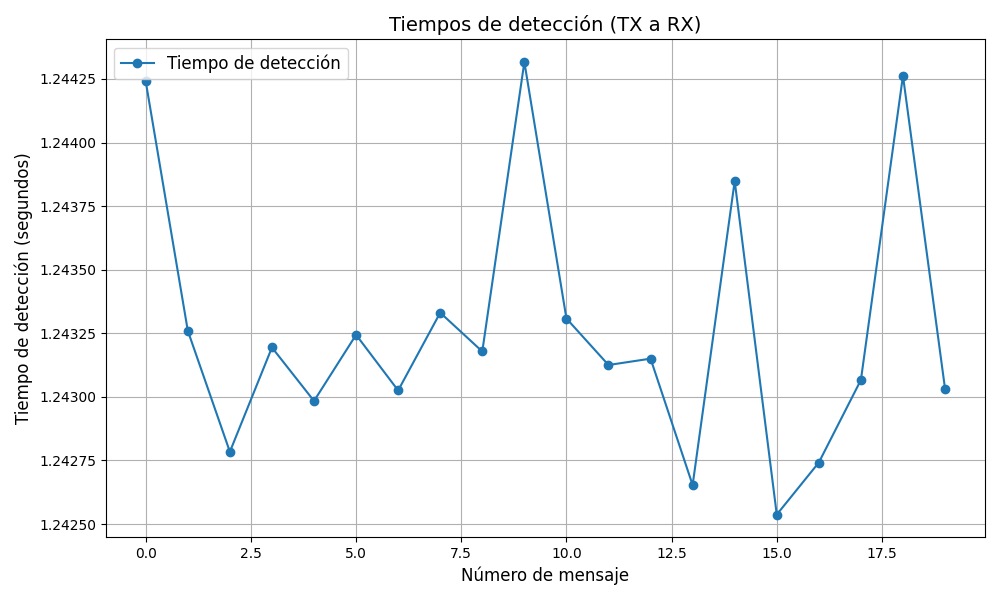 Tiempos de detección (TX a RX)
Tiempo de detección
Tiempo de detección (segundos)
1.24425
1.24400
1.24375
1.24350
1.24325
1.24300
1.24275
1.24250
0.0 2.5 5.0 7.5 10.0 12.5 15.0 17.5
Número de mensaje